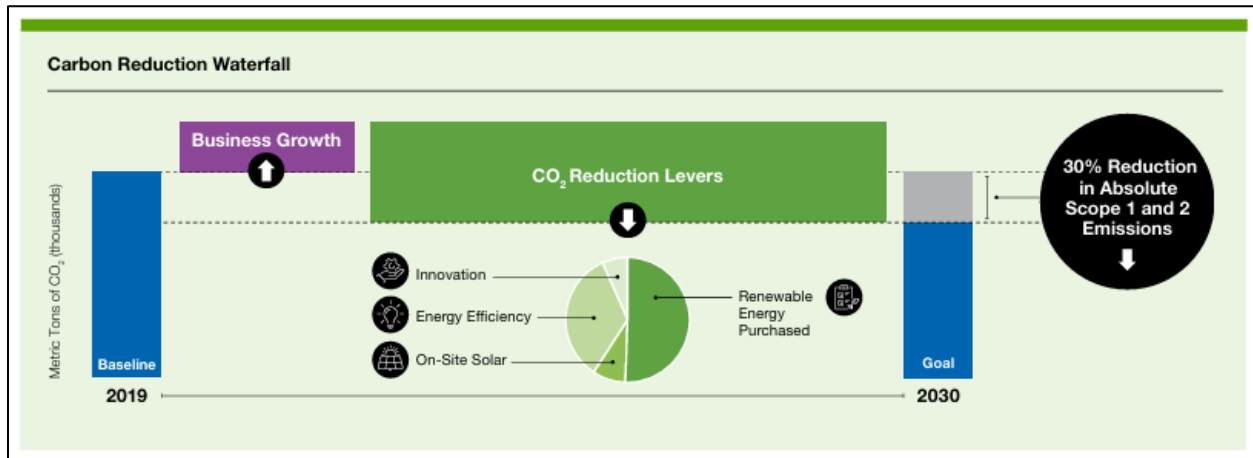 Carbon Reduction Waterfall
Metric Tons of CO₂ (thousands)
Business Growth
CO₂ Reduction Levers
30% Reduction
in Absolute
Scope 1 and 2
Emissions
Innovation
Energy Efficiency
On-Site Solar
Renewable
Energy
Purchased
Baseline
Goal
2019
2030